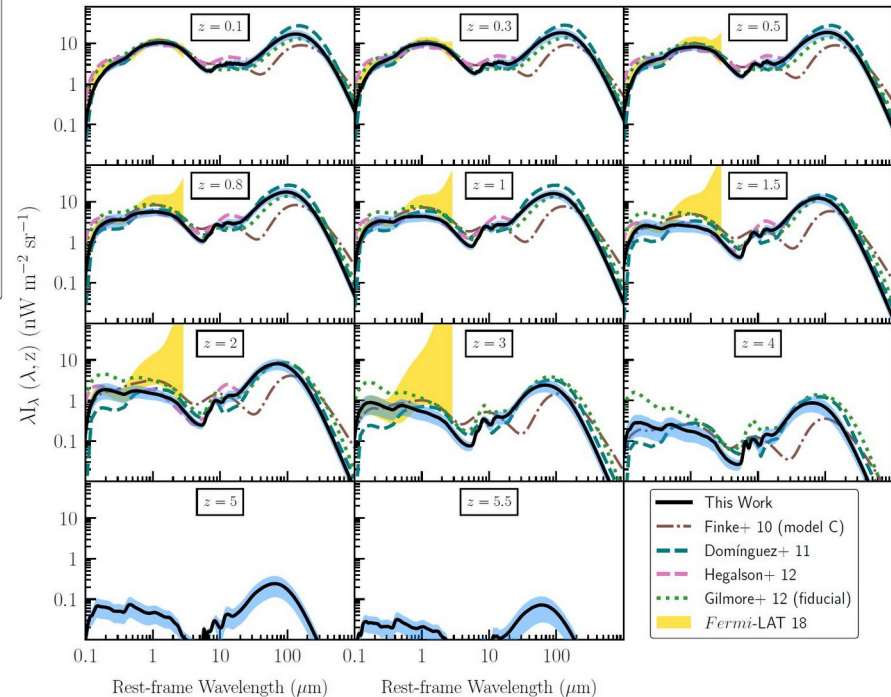 z = 0.1
z = 0.3
z = 0.5
10
1
0.1
z = 0.8
z = 1
z = 1.5
10
1
0.1
z = 2
z = 3
z = 4
10
1
0.1
z = 5
z = 5.5
10
1
0.1
λI_λ (λ, z) (nW m⁻² sr⁻¹)
This Work
Finke+ 10 (model C)
Domínguez+ 11
Hegalson+ 12
Gilmore+ 12 (fiducial)
Fermi-LAT 18
0.1 1 10 100 0.1 1 10 100
Rest-frame Wavelength (μm) Rest-frame Wavelength (μm)